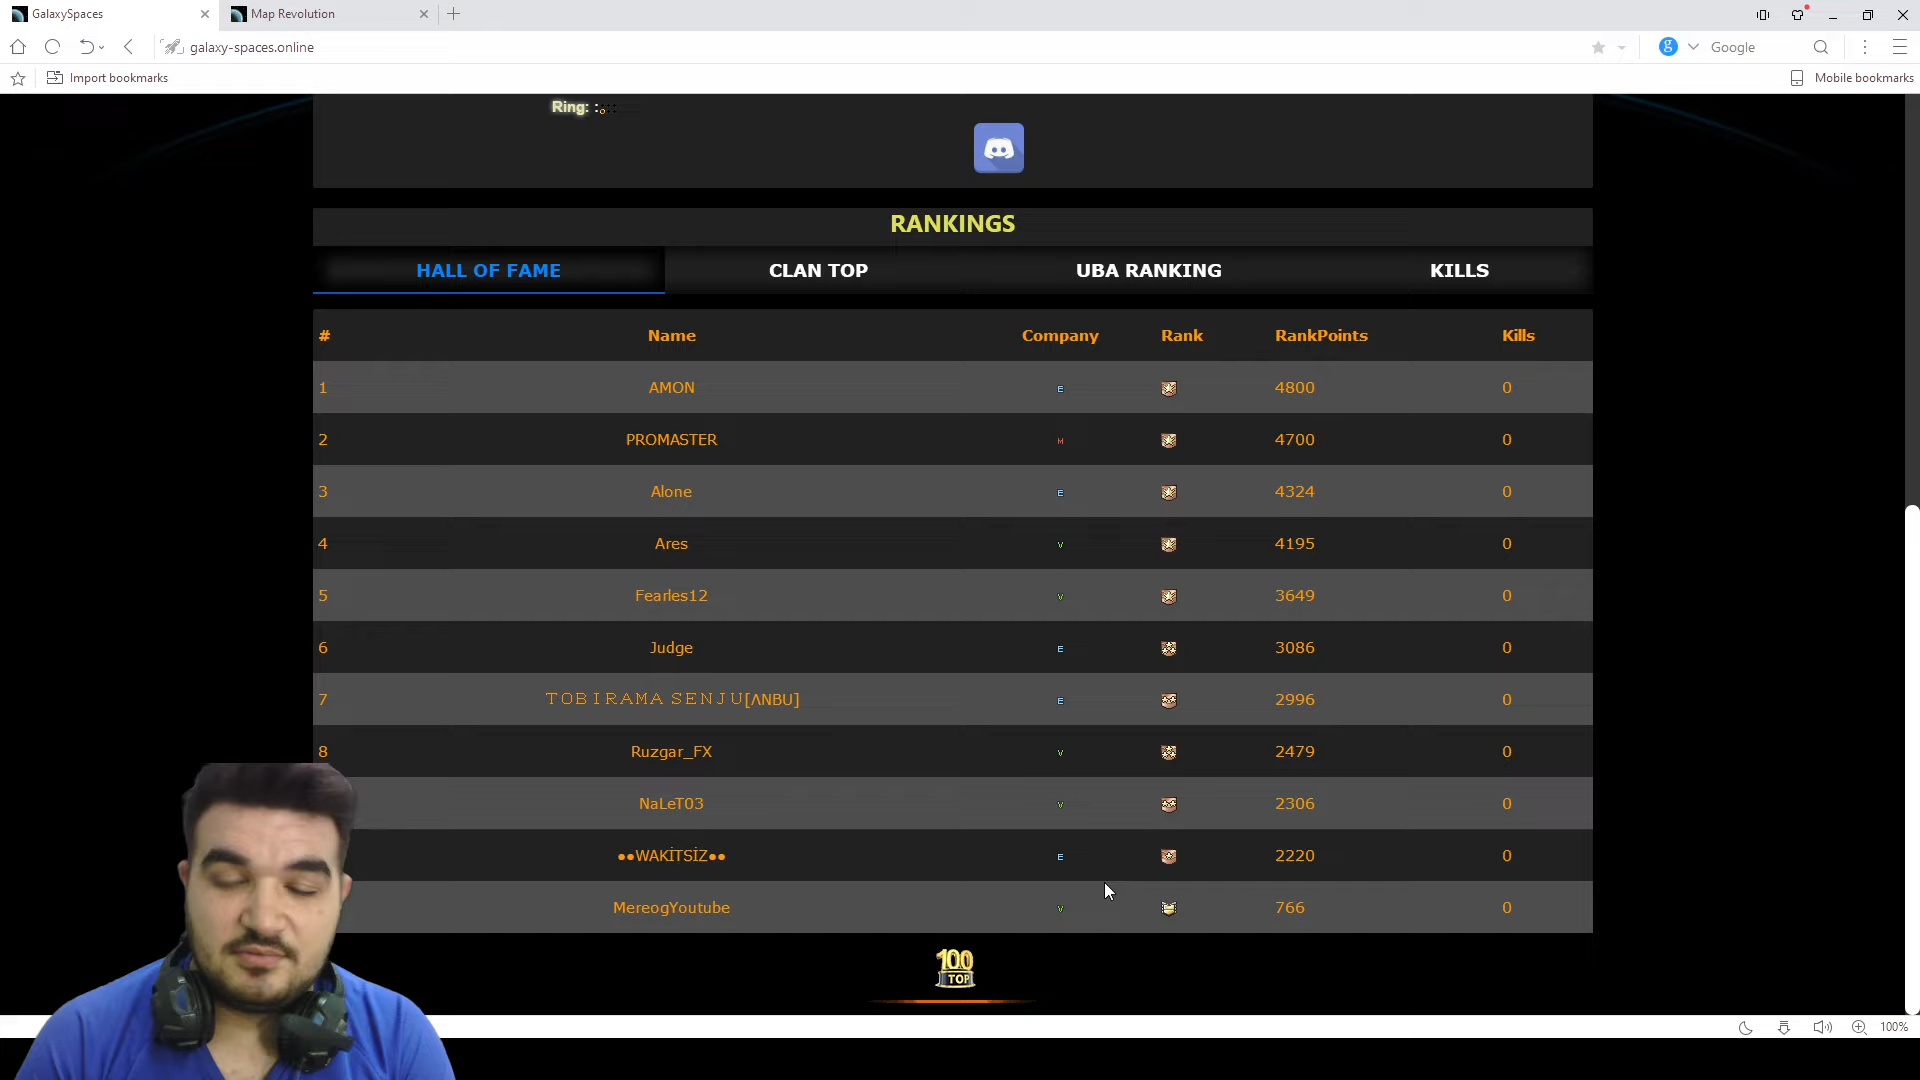 GalaxySpaces
Map Revolution
galaxy-spaces.online
Google
Import bookmarks
Mobile bookmarks
Ring: :
RANKINGS
HALL OF FAME CLAN TOP UBA RANKING KILLS
# Name Company Rank RankPoints Kills
1 AMON E 4800 0
2 PROMASTER M 4700 0
3 Alone E 4324 0
4 Ares V 4195 0
5 Fearles12 V 3649 0
6 Judge E 3086 0
7 TOBIRAMA SENJU[ΛNBU] E 2996 0
8 Ruzgar_FX V 2479 0
NaLeT03 V 2306 0
●●WAKİTSİZ●● E 2220 0
MereogYoutube V 766 0
100
TOP
100%